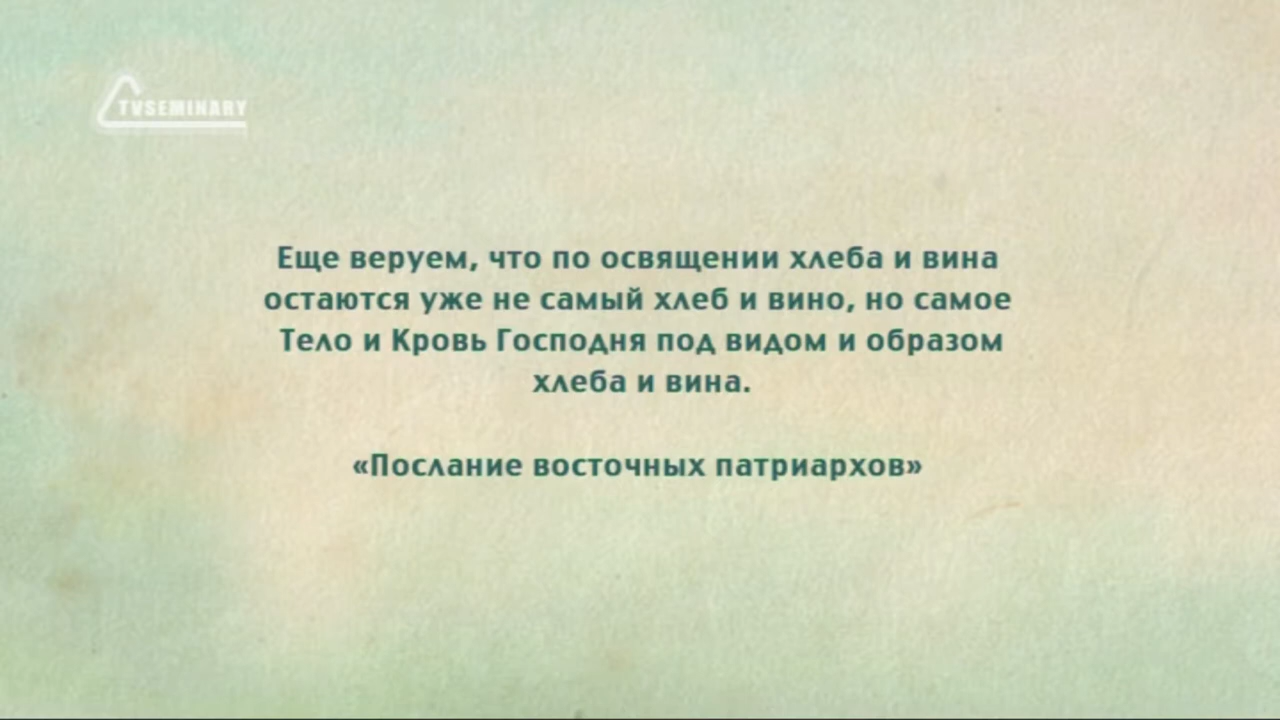 TVSEMINARY
Еще веруем, что по освящении хлеба и вина
остаются уже не самый хлеб и вино, но самое
Тело и Кровь Господня под видом и образом
хлеба и вина.
«Послание восточных патриархов»